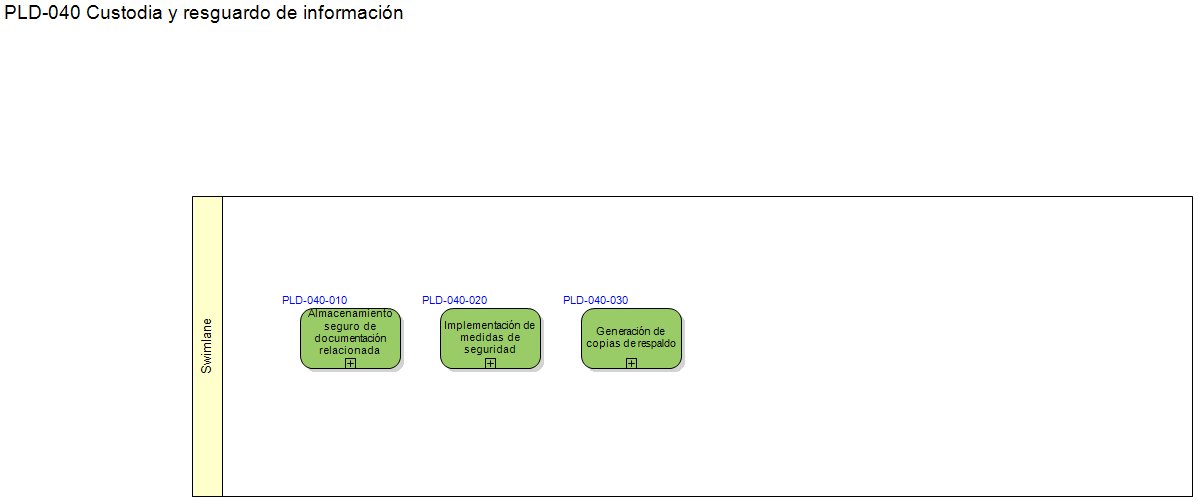 PLD-040 Custodia y resguardo de información
Swimlane
PLD-040-010
Almacenamiento
seguro de
documentación
relacionada
PLD-040-020
Implementación de
medidas de
seguridad
PLD-040-030
Generación de
copias de respaldo